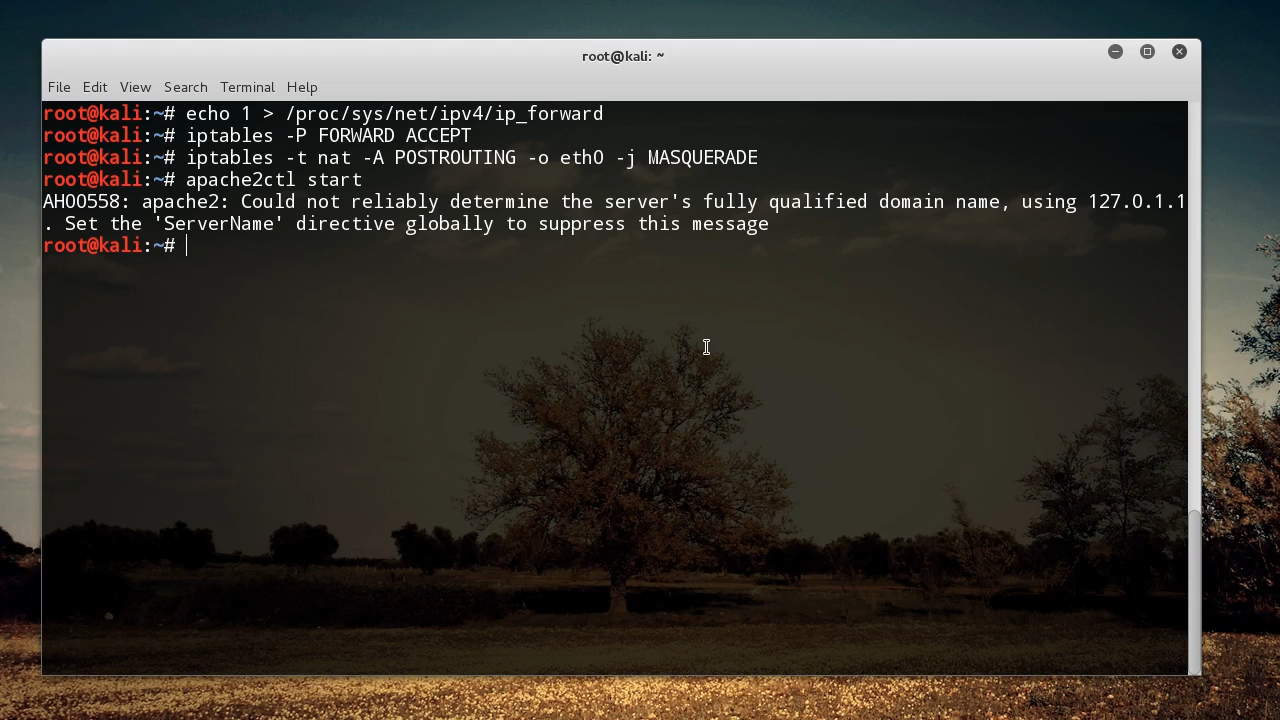 root@kali: ~
File Edit View Search Terminal Help
root@kali:~# echo 1 > /proc/sys/net/ipv4/ip_forward
root@kali:~# iptables -P FORWARD ACCEPT
root@kali:~# iptables -t nat -A POSTROUTING -o eth0 -j MASQUERADE
root@kali:~# apache2ctl start
AH00558: apache2: Could not reliably determine the server's fully qualified domain name, using 127.0.1.1
. Set the 'ServerName' directive globally to suppress this message
root@kali:~#